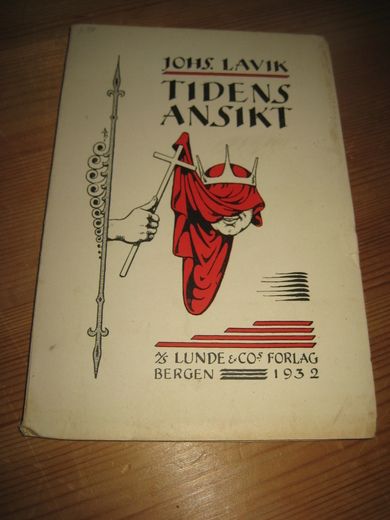 JOHS. LAVIK
TIDENS
ANSIKT
A/S LUNDE & CO.S FORLAG
BERGEN 1932